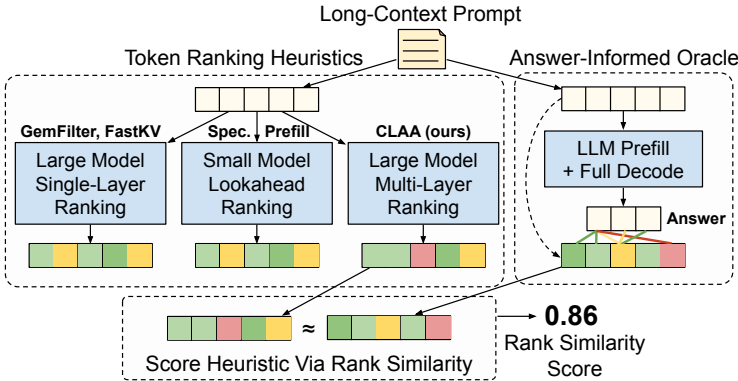 Long-Context Prompt
Token Ranking Heuristics
Answer-Informed Oracle
GemFilter, FastKV
Spec. Prefill
CLAA (ours)
Large Model
Single-Layer
Ranking
Small Model
Lookahead
Ranking
Large Model
Multi-Layer
Ranking
LLM Prefill
+ Full Decode
Answer
≈
0.86
Rank Similarity
Score
Score Heuristic Via Rank Similarity